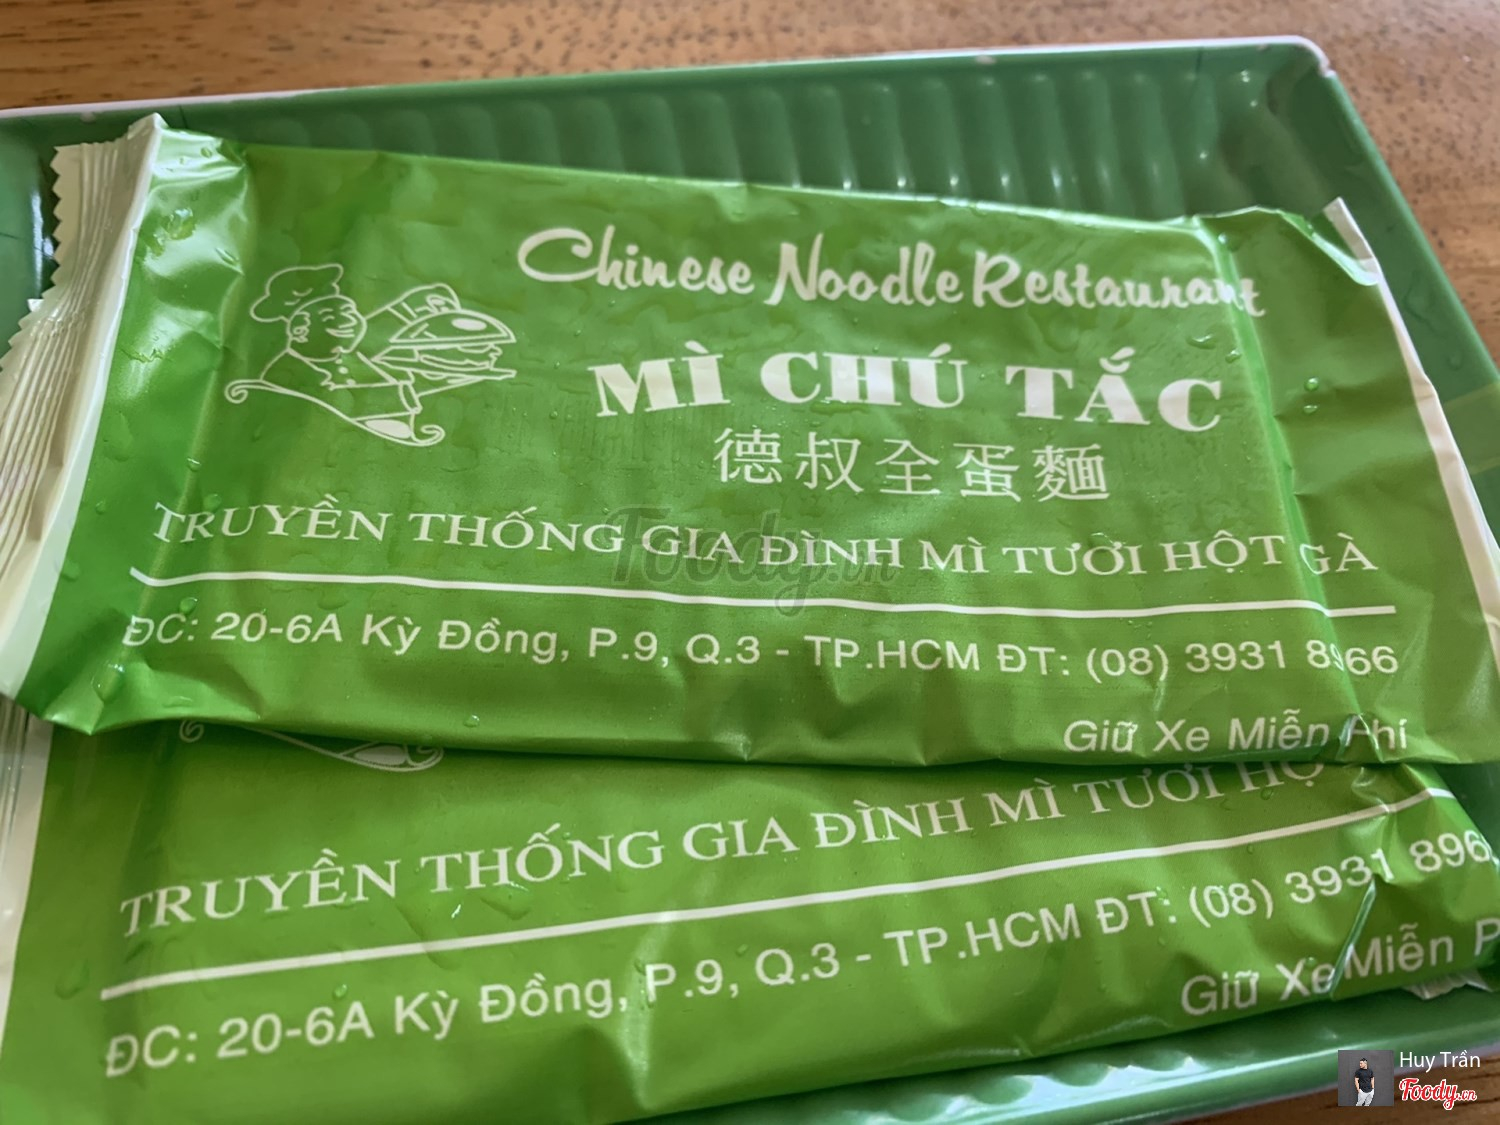 Chinese Noodle Restaurant
MÌ CHÚ TẮC
德叔全蛋麵
TRUYỀN THỐNG GIA ĐÌNH MÌ TƯƠI HỘT GÀ
ĐC: 20-6A Kỳ Đồng, P.9, Q.3 - TP.HCM ĐT: (08) 3931 8966
Giữ Xe Miễn Phí
TRUYỀN THỐNG GIA ĐÌNH MÌ TƯƠI
ĐC: 20-6A Kỳ Đồng, P.9, Q.3 - TP.HCM ĐT: (08) 3931 896
Giữ Xe Miễn P
Foody.vn
Huy Trần
Foody.vn